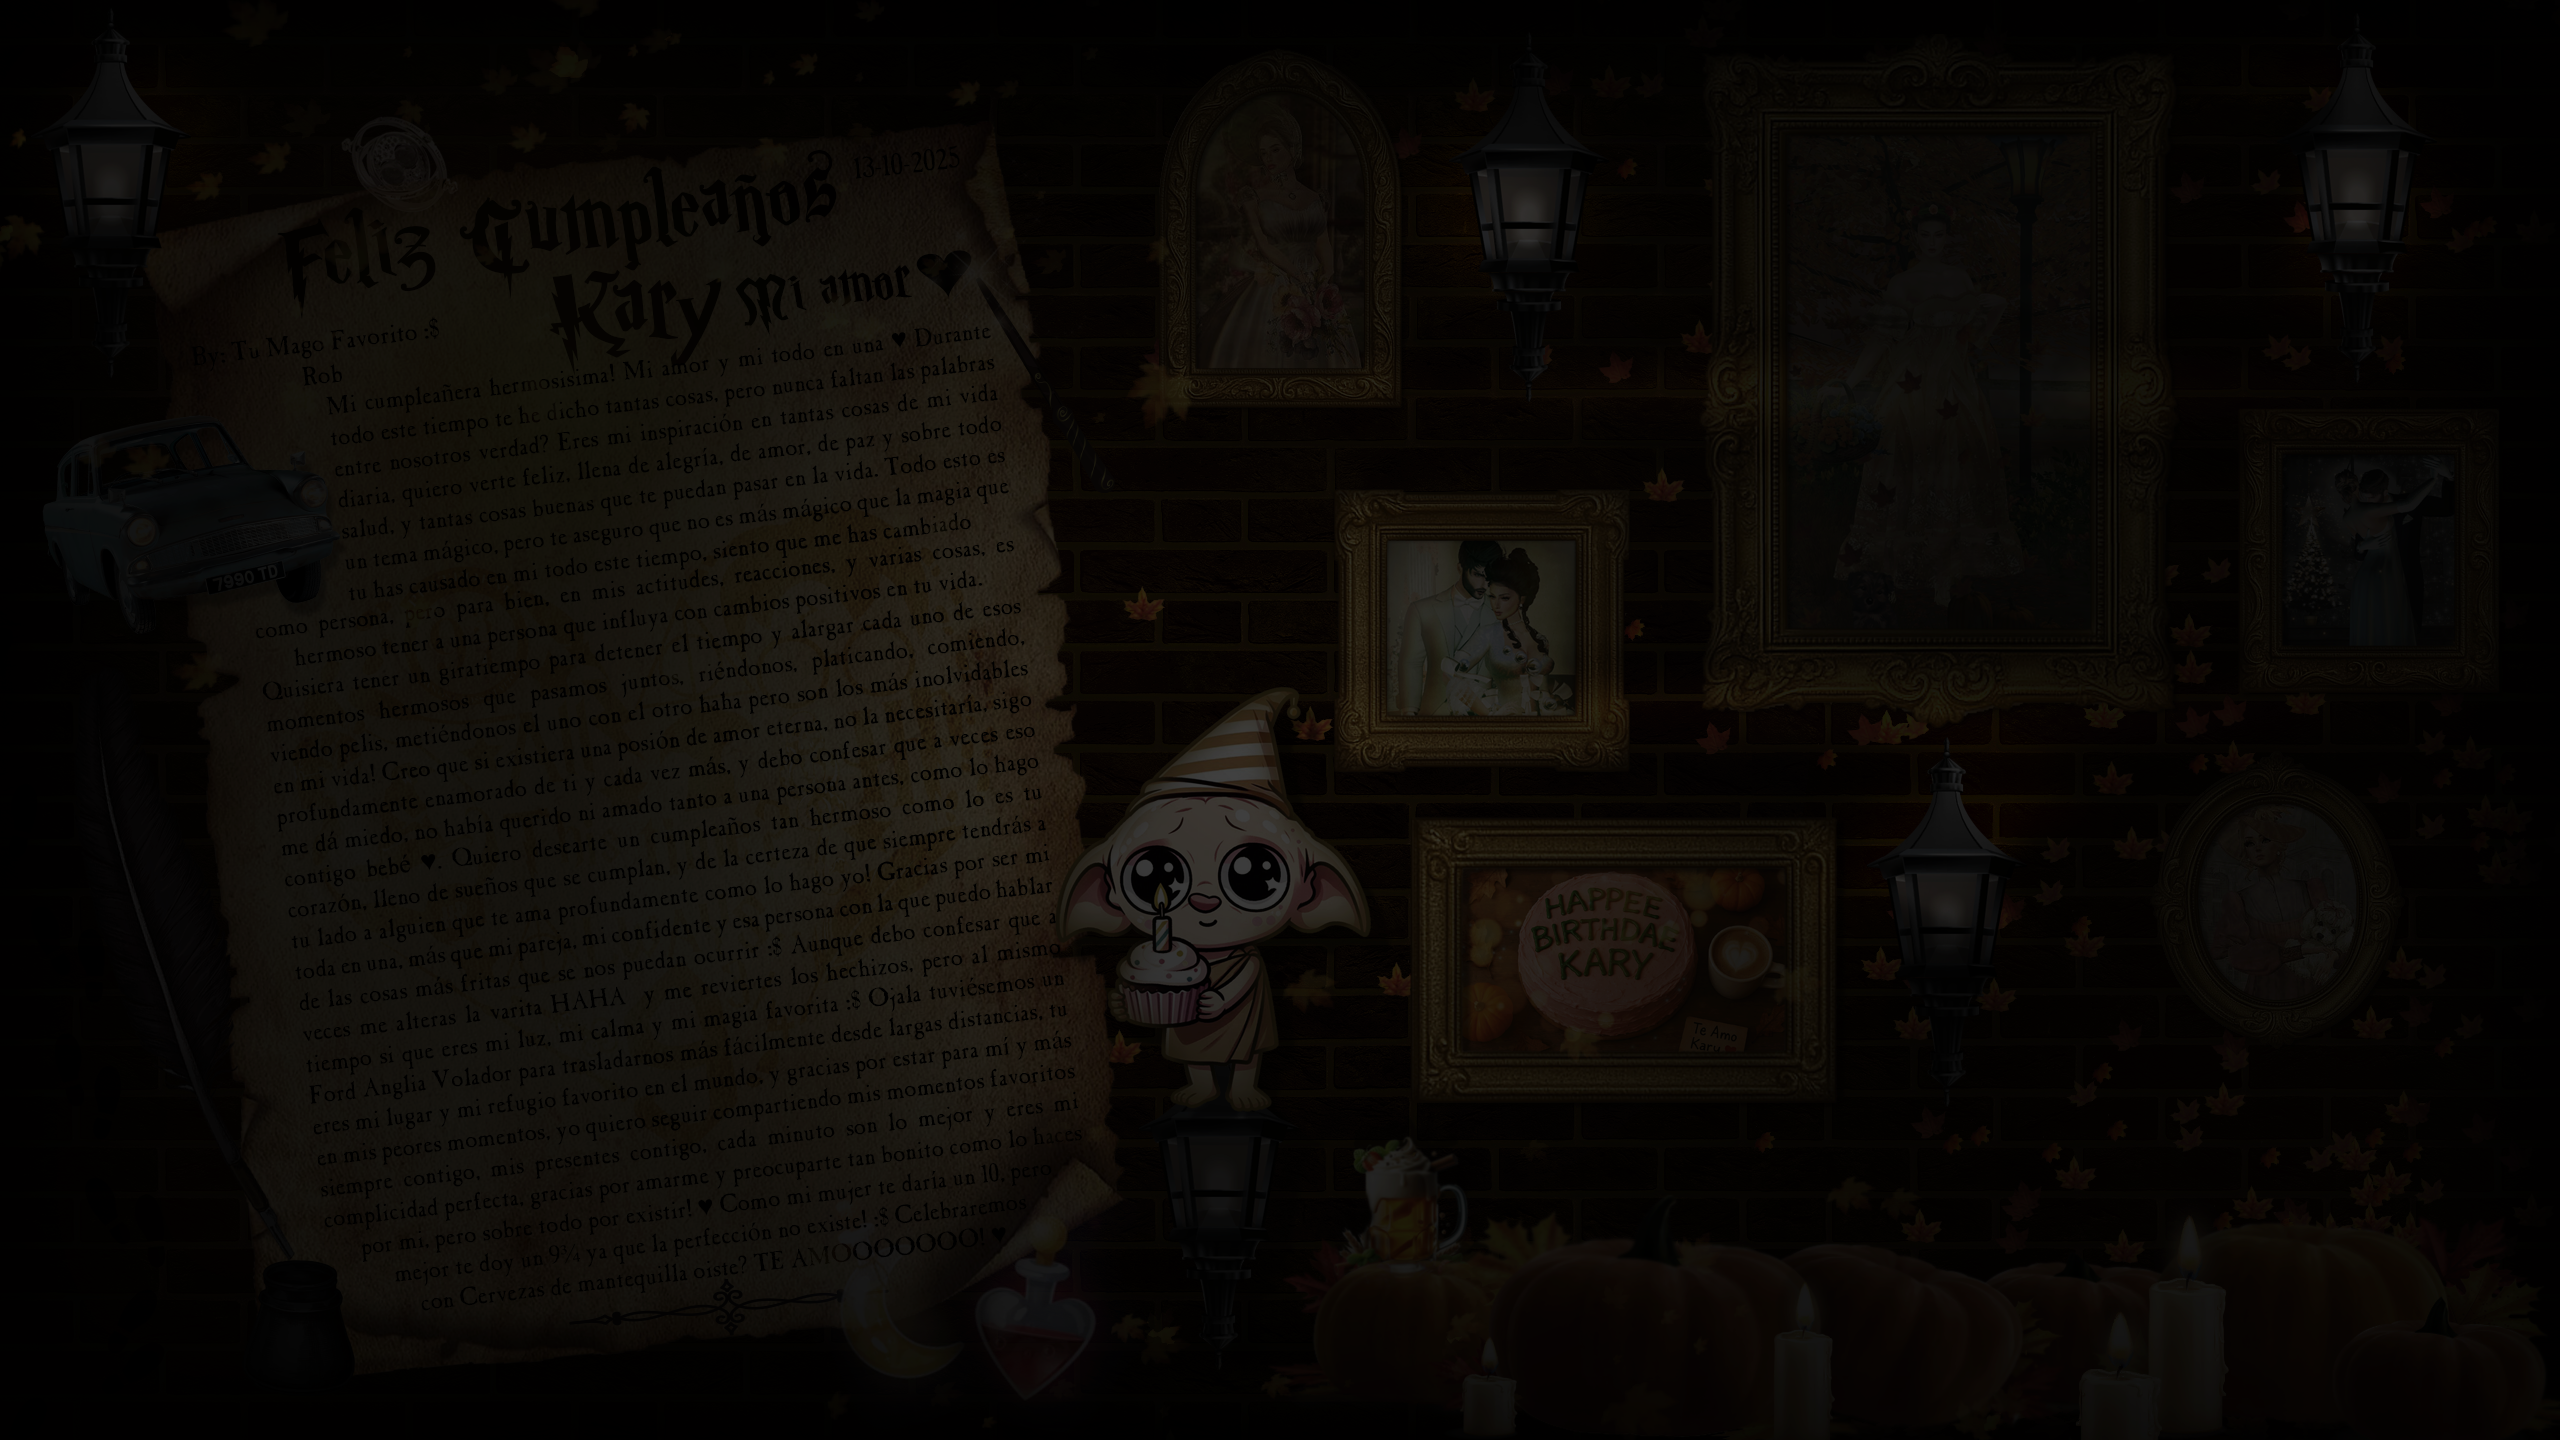 13-10-2025
Feliz Cumpleaños
Kary Mi amor ♥
By: Tu Mago Favorito :$
Rob
Mi cumpleañera hermosisima! Mi amor y mi todo en una ♥ Durante
todo este tiempo te he dicho tantas cosas, pero nunca faltan las palabras
entre nosotros verdad? Eres mi inspiración en tantas cosas de mi vida
diaria, quiero verte feliz, llena de alegría, de amor, de paz y sobre todo
salud, y tantas cosas buenas que te puedan pasar en la vida. Todo esto es
un tema mágico, pero te aseguro que no es más mágico que la magia que
tu has causado en mi todo este tiempo, siento que me has cambiado
como persona, pero para bien, en mis actitudes, reacciones, y varias cosas, es
hermoso tener a una persona que influya con cambios positivos en tu vida.
Quisiera tener un giratiempo para detener el tiempo y alargar cada uno de esos
momentos hermosos que pasamos juntos, riéndonos, platicando, comiendo,
viendo pelis, metiéndonos el uno con el otro haha pero son los más inolvidables
en mi vida! Creo que si existiera una posión de amor eterna, no la necesitaría, sigo
profundamente enamorado de ti y cada vez más, y debo confesar que a veces eso
me dá miedo, no había querido ni amado tanto a una persona antes, como lo hago
contigo bebé ♥. Quiero desearte un cumpleaños tan hermoso como lo es tu
corazón, lleno de sueños que se cumplan, y de la certeza de que siempre tendrás a
tu lado a alguien que te ama profundamente como lo hago yo! Gracias por ser mi
toda en una, más que mi pareja, mi confidente y esa persona con la que puedo hablar
de las cosas más fritas que se nos puedan ocurrir :$ Aunque debo confesar que a
veces me alteras la varita HAHA y me reviertes los hechizos, pero al mismo
tiempo si que eres mi luz, mi calma y mi magia favorita :$ Ojala tuviésemos un
Ford Anglia Volador para trasladarnos más fácilmente desde largas distancias, tu
eres mi lugar y mi refugio favorito en el mundo, y gracias por estar para mí y más
en mis peores momentos, yo quiero seguir compartiendo mis momentos favoritos
siempre contigo, mis presentes contigo, cada minuto son lo mejor y eres mi
complicidad perfecta, gracias por amarme y preocuparte tan bonito como lo haces
por mi, pero sobre todo por existir! ♥ Como mi mujer te daría un 10, pero
mejor te doy un 9¾ ya que la perfección no existe! :$ Celebraremos
con Cervezas de mantequilla oiste? TE AMOOOOOOO! ♥
7990 TD
HAPPEE
BIRTHDAE
KARY
Te Amo
Kary